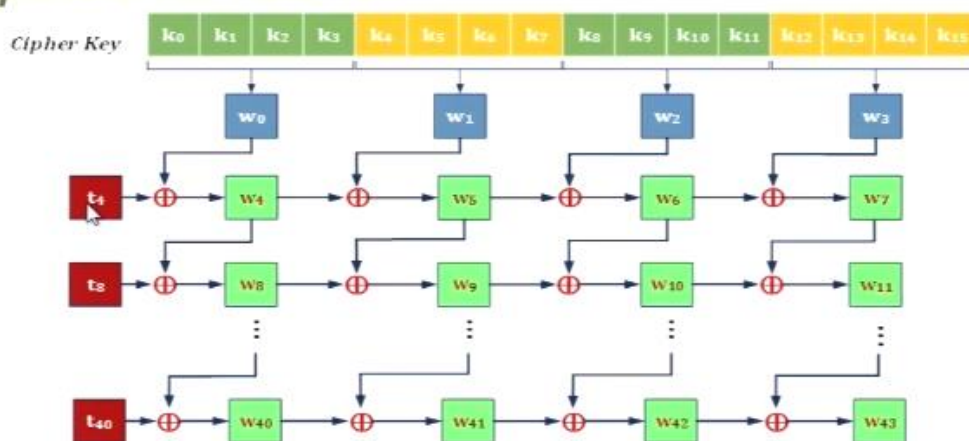 Cipher Key k₀ k₁ k₂ k₃ k₄ k₅ k₆ k₇ k₈ k₉ k₁₀ k₁₁ k₁₂ k₁₃ k₁₄ k₁₅
w₀ w₁ w₂ w₃
t₄ w₄ w₅ w₆ w₇
t₈ w₈ w₉ w₁₀ w₁₁
t₄₀ w₄₀ w₄₁ w₄₂ w₄₃